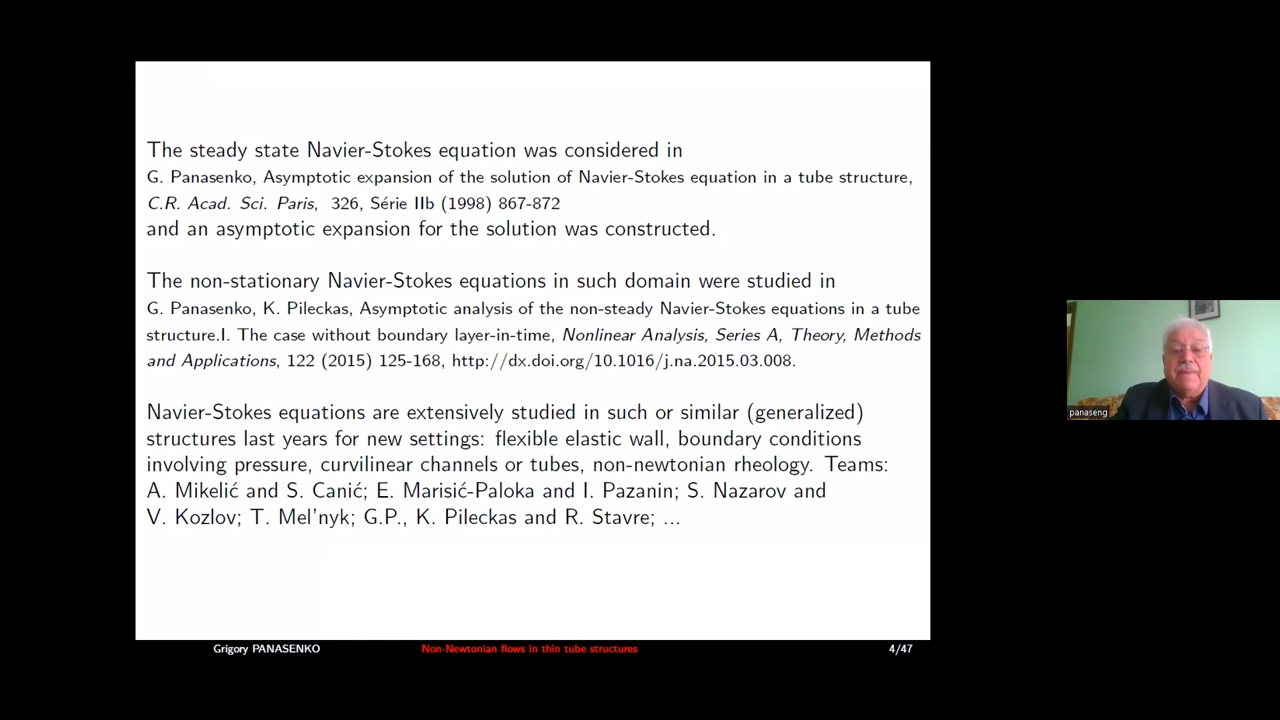 The steady state Navier-Stokes equation was considered in
G. Panasenko, Asymptotic expansion of the solution of Navier-Stokes equation in a tube structure,
C.R. Acad. Sci. Paris, 326, Série IIb (1998) 867-872
and an asymptotic expansion for the solution was constructed.
The non-stationary Navier-Stokes equations in such domain were studied in
G. Panasenko, K. Pileckas, Asymptotic analysis of the non-steady Navier-Stokes equations in a tube
structure.I. The case without boundary layer-in-time, Nonlinear Analysis, Series A, Theory, Methods
and Applications, 122 (2015) 125-168, http://dx.doi.org/10.1016/j.na.2015.03.008.
Navier-Stokes equations are extensively studied in such or similar (generalized)
structures last years for new settings: flexible elastic wall, boundary conditions
involving pressure, curvilinear channels or tubes, non-newtonian rheology. Teams:
A. Mikelić and S. Canić; E. Marisić-Paloka and I. Pazanin; S. Nazarov and
V. Kozlov; T. Mel'nyk; G.P., K. Pileckas and R. Stavre; ...
Grigory PANASENKO Non-Newtonian flows in thin tube structures 4/47
panaseng